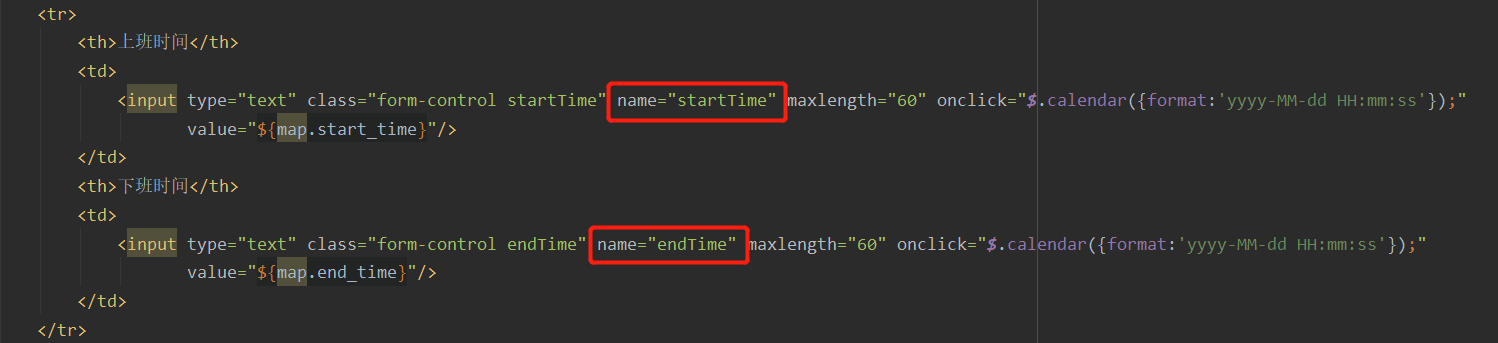 <tr>
<th>上班时间</th>
<td>
<input type="text" class="form-control startTime" name="startTime" maxlength="60" onclick="$.calendar({format:'yyyy-MM-dd HH:mm:ss'});"
value="${map.start_time}"/>
</td>
<th>下班时间</th>
<td>
<input type="text" class="form-control endTime" name="endTime" maxlength="60" onclick="$.calendar({format:'yyyy-MM-dd HH:mm:ss'});"
value="${map.end_time}"/>
</td>
</tr>